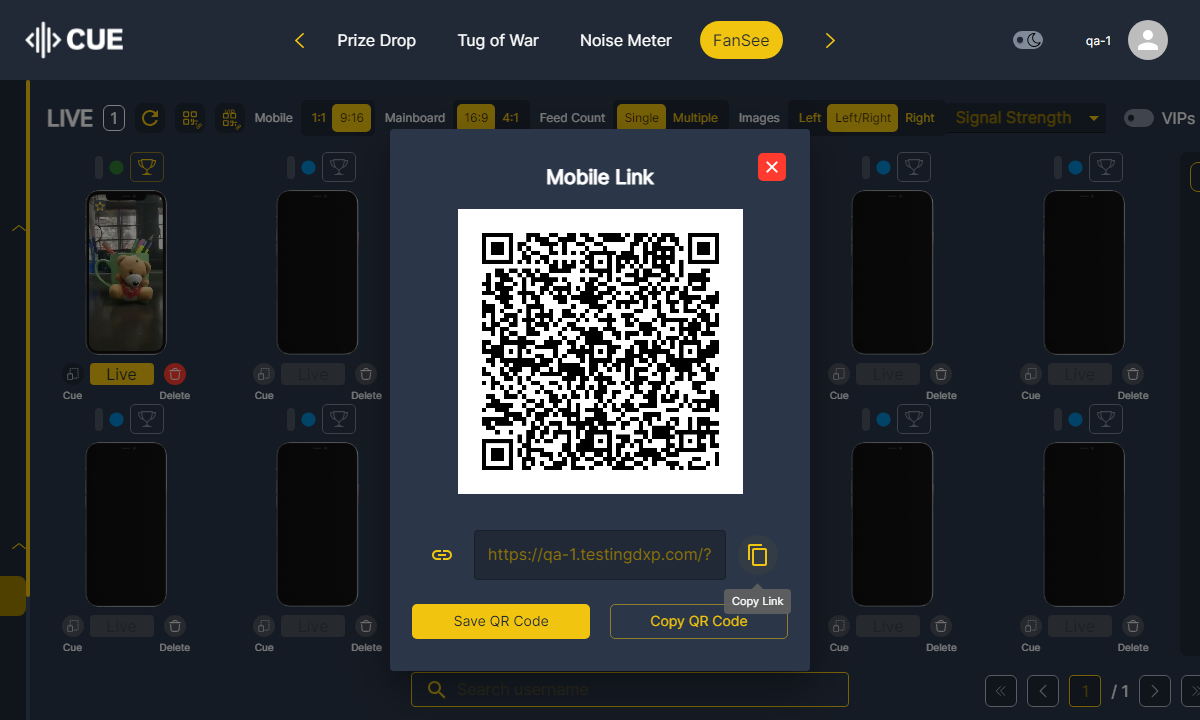 CUE
Prize Drop
Tug of War
Noise Meter
FanSee
qa-1
LIVE 1
Mobile 1:1 9:16
Mainboard 16:9 4:1
Feed Count Single Multiple
Images Left Left/Right Right
Signal Strength
VIPs
Mobile Link
https://qa-1.testingdxp.com/?
Copy Link
Save QR Code
Copy QR Code
Live Live Live Live
Cue Delete Cue Delete Cue Delete Cue Delete
Live Live Live Live
Cue Delete Cue Delete Cue Delete Cue Delete
Search username
1 / 1